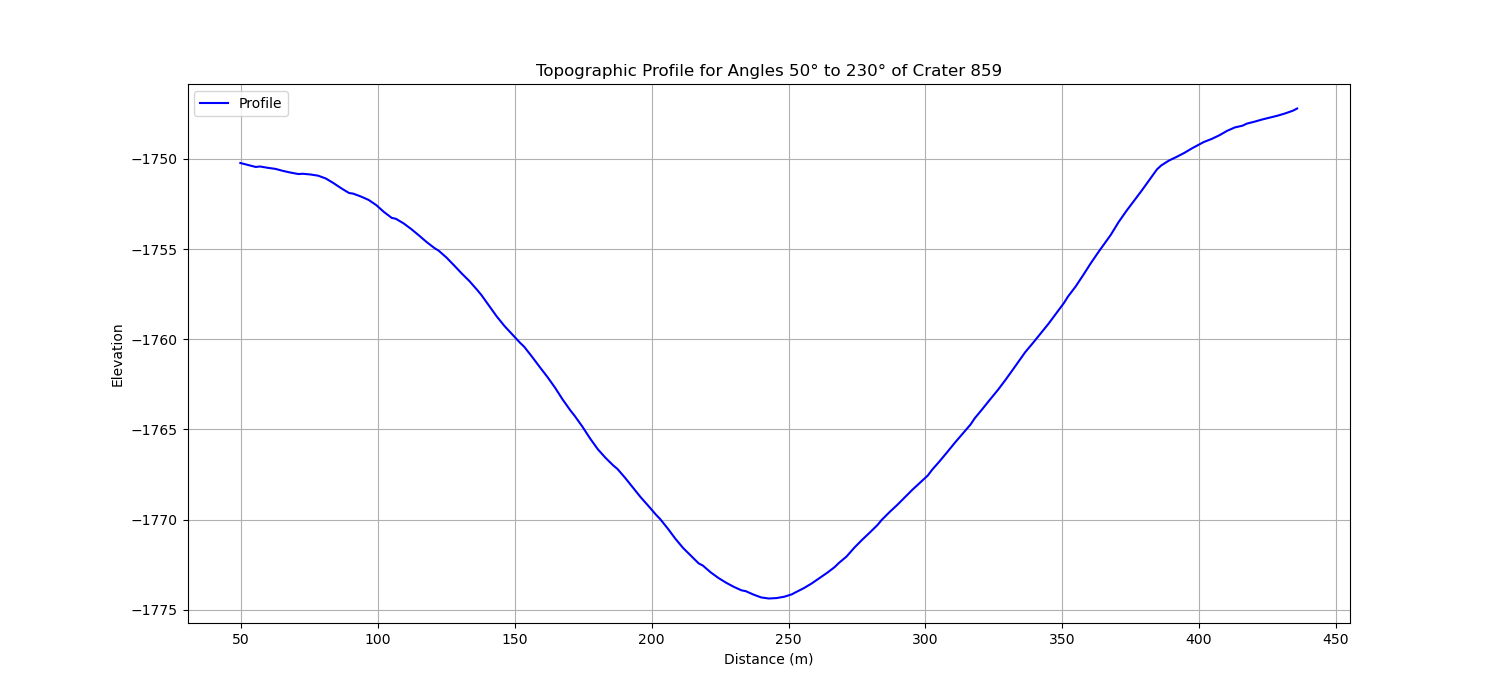 Topographic Profile for Angles 50° to 230° of Crater 859
Profile
Elevation
−1750
−1755
−1760
−1765
−1770
−1775
50 100 150 200 250 300 350 400 450
Distance (m)